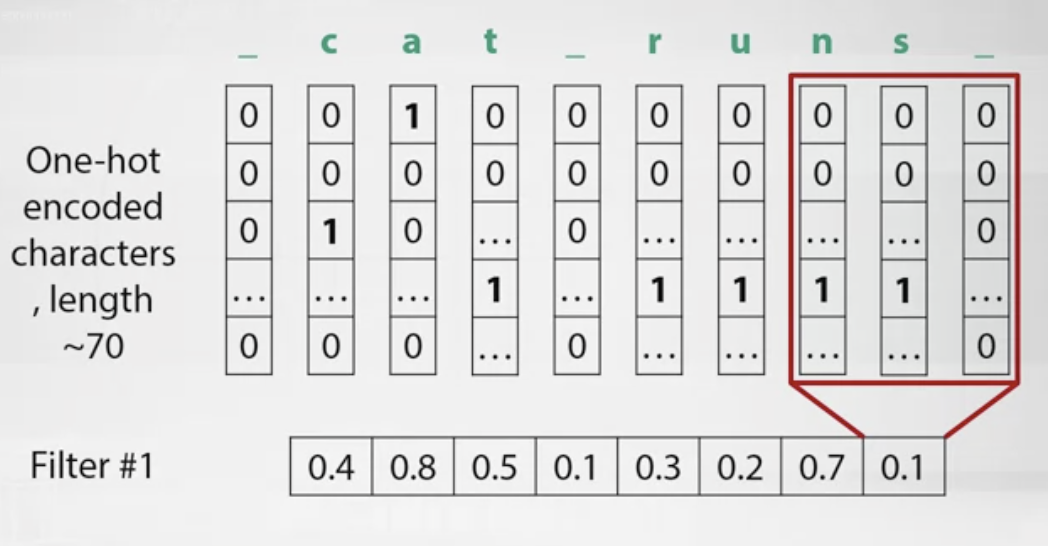 _ c a t _ r u n s _
0 0 1 0 0 0 0 0 0 0
0 0 0 0 0 0 0 0 0 0
0 1 0 ... 0 ... ... ... ... 0
... ... ... 1 ... 1 1 1 1 ...
0 0 0 ... 0 ... ... ... ... 0
One-hot
encoded
characters
, length
~70
Filter #1 0.4 0.8 0.5 0.1 0.3 0.2 0.7 0.1